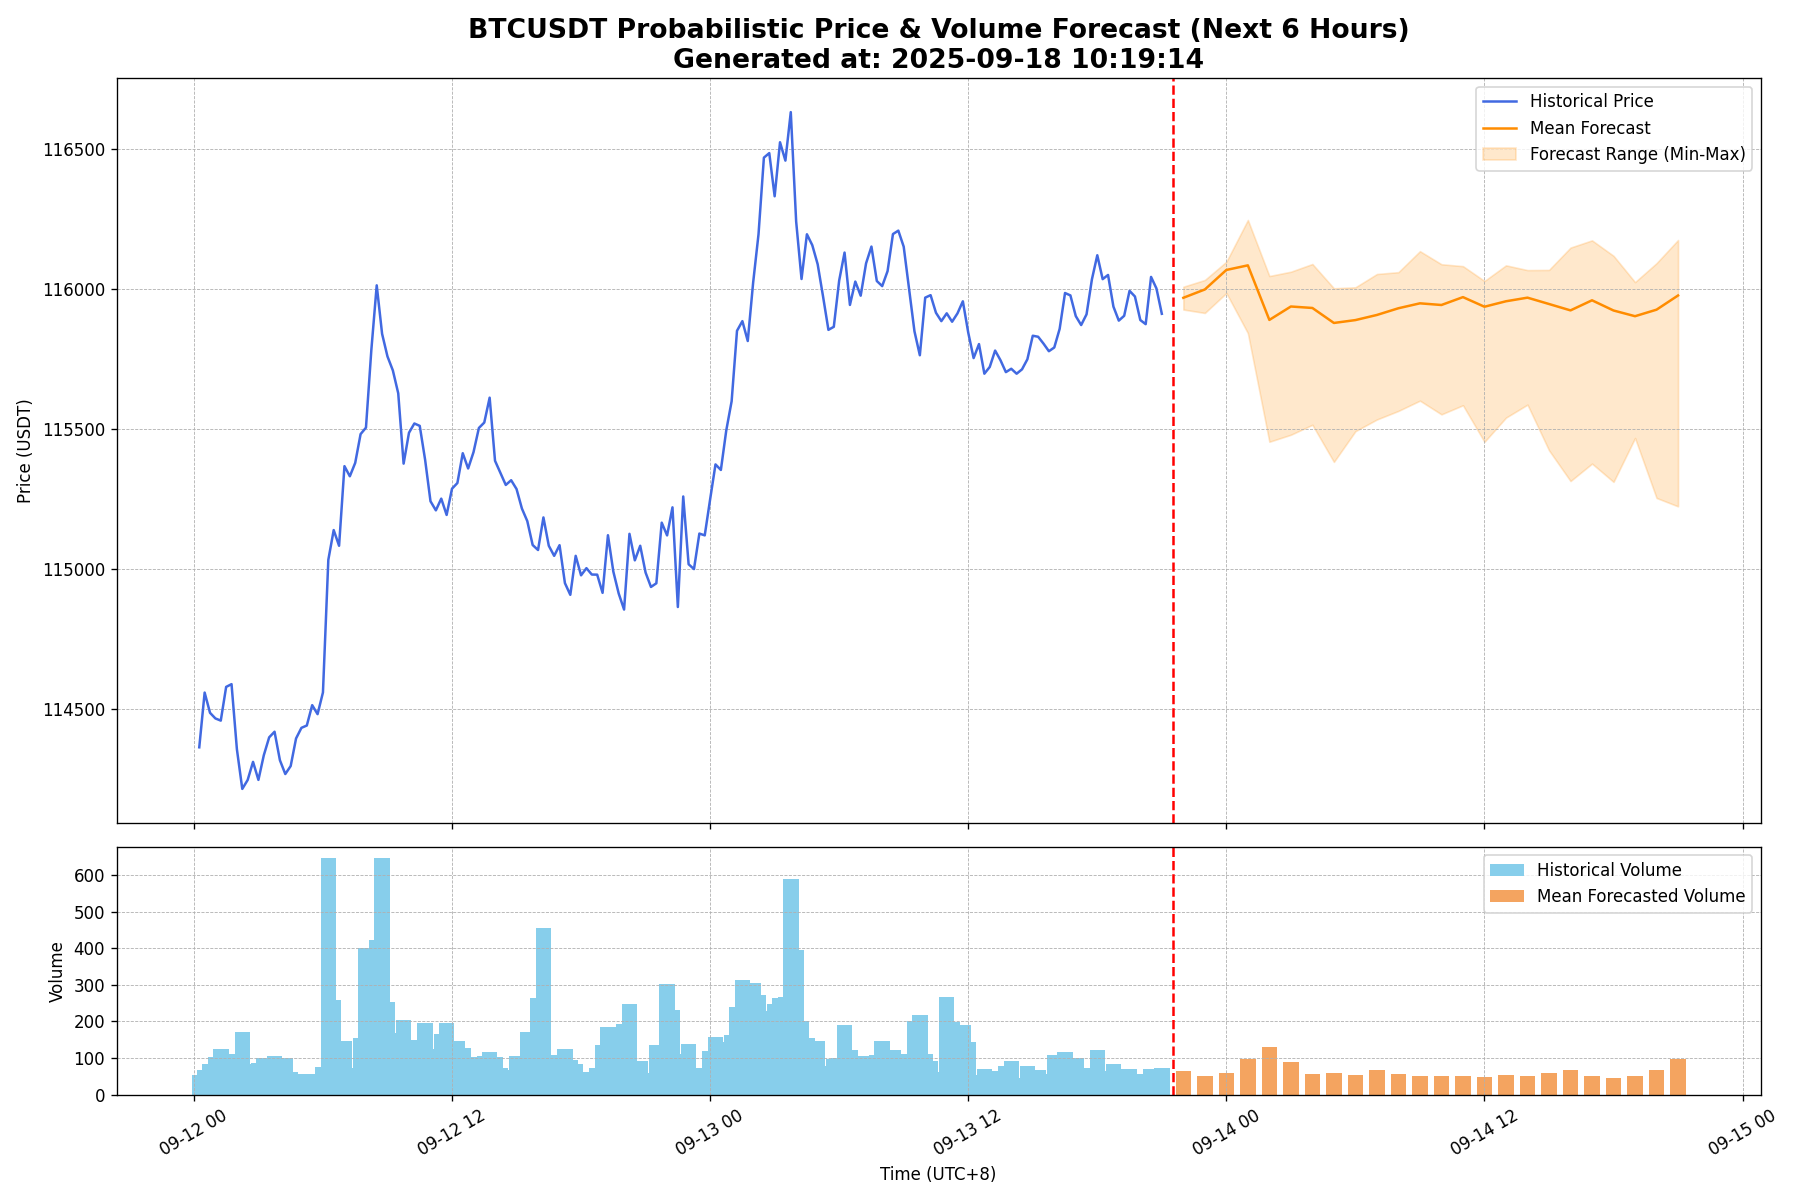 BTCUSDT Probabilistic Price & Volume Forecast (Next 6 Hours)
Generated at: 2025-09-18 10:19:14
Historical Price
Mean Forecast
Forecast Range (Min-Max)
Price (USDT)
116500
116000
115500
115000
114500
Historical Volume
Mean Forecasted Volume
Volume
600
500
400
300
200
100
0
09-12 00
09-12 12
09-13 00
09-13 12
09-14 00
09-14 12
09-15 00
Time (UTC+8)